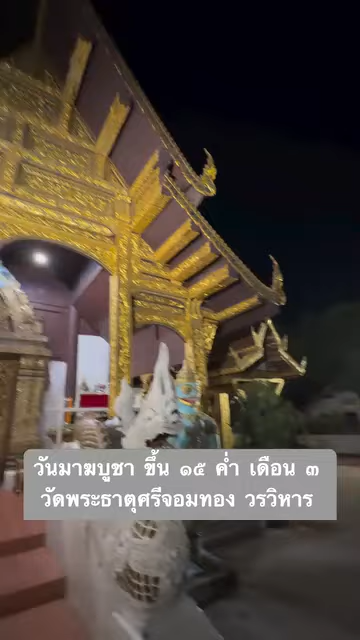 วันมาฆบูชา ขึ้น ๑๕ ค่ำ เดือน ๓
วัดพระธาตุศรีจอมทอง วรวิหาร